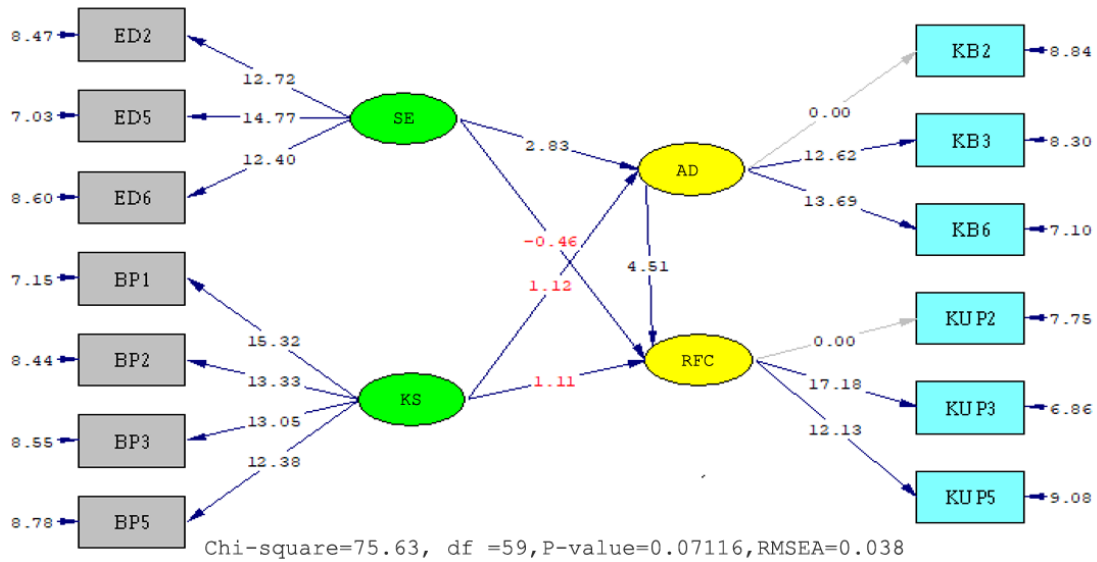 8.47 ED2
12.72
7.03 ED5
14.77
8.60 ED6
12.40
7.15 BP1
15.32
8.44 BP2
13.33
8.55 BP3
13.05
8.78 BP5
12.38
SE
KS
2.83
-0.46
1.12
1.11
4.51
AD
RFC
0.00
KB2 8.84
12.62
KB3 8.30
13.69
KB6 7.10
0.00
KUP2 7.75
17.18
KUP3 6.86
12.13
KUP5 9.08
Chi-square=75.63, df =59,P-value=0.07116,RMSEA=0.038